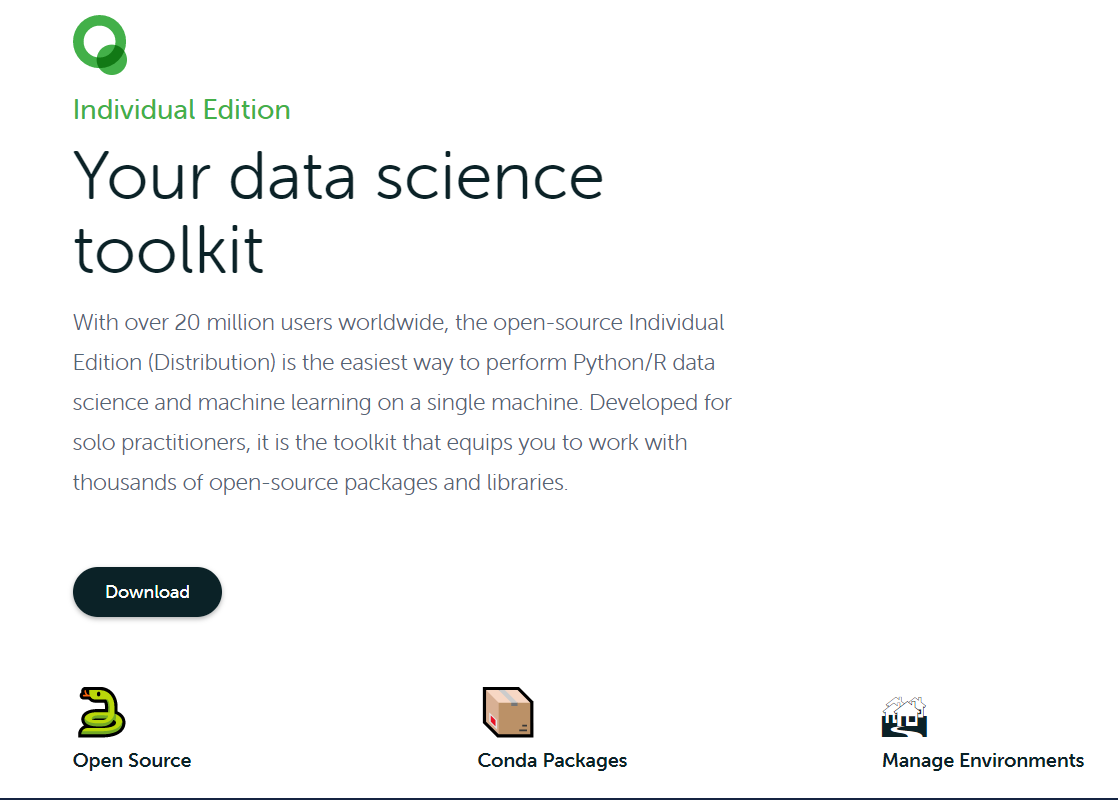 Individual Edition
Your data science
toolkit
With over 20 million users worldwide, the open-source Individual
Edition (Distribution) is the easiest way to perform Python/R data
science and machine learning on a single machine. Developed for
solo practitioners, it is the toolkit that equips you to work with
thousands of open-source packages and libraries.
Download
Open Source
Conda Packages
Manage Environments